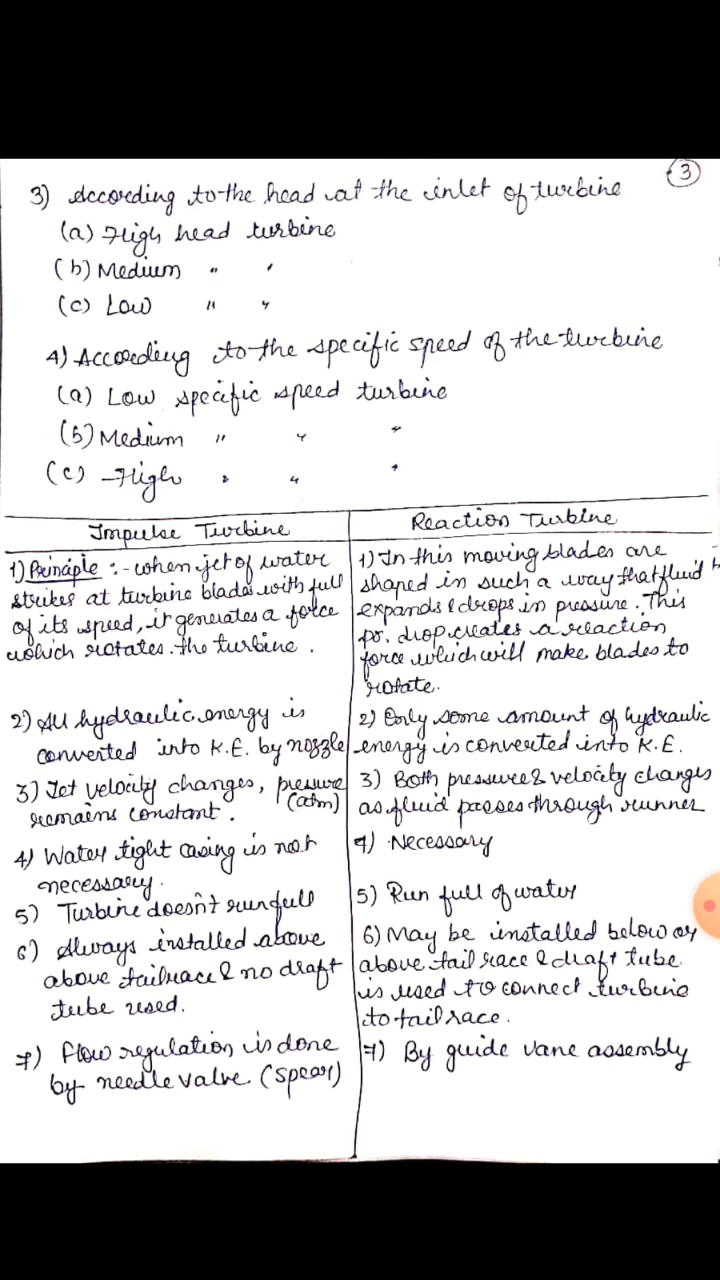 3
3) According to the head at the inlet of turbine
(a) High head turbine
(b) Medium " "
(c) Low " "
4) According to the specific speed of the turbine
(a) Low specific speed turbine
(b) Medium " " "
(c) High " " "
Impulse Turbine
1) Principle :- when jet of water
strikes at turbine blades with full
of its speed, it generates a force
which rotates the turbine.
2) All hydraulic energy is
converted into K.E. by nozzle
3) Jet velocity changes, pressure
(atm)
remains constant.
4) Water tight casing is not
necessary.
5) Turbine doesn't run full
6) Always installed above
above tailrace & no draft
tube used.
7) Flow regulation is done
by needle valve (Spear)
Reaction Turbine
1) In this moving blades are
shaped in such a way that fluid
expands & drops in pressure. This
pr. drop creates a reaction
force which will make blades to
rotate.
2) Only some amount of hydraulic
energy is converted into K.E.
3) Both pressure & velocity changes
as fluid passes through runner
4) Necessary
5) Run full of water
6) May be installed below or
above tail race & draft tube
is used to connect turbine
to tail race.
7) By guide vane assembly